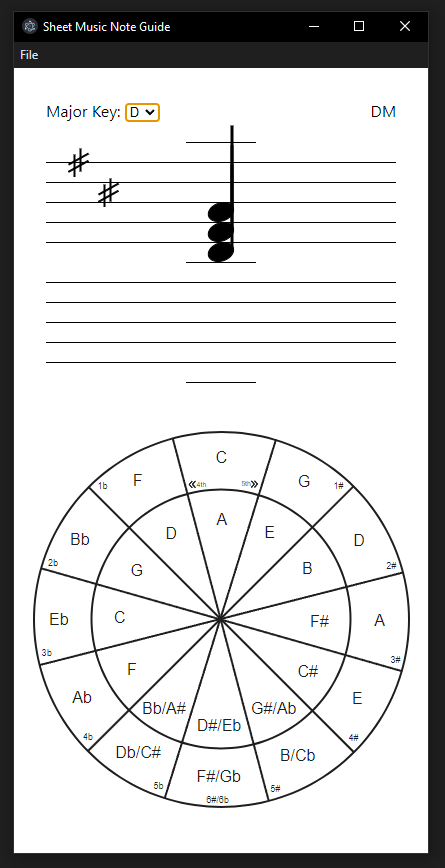 Sheet Music Note Guide
File
Major Key: D
DM
C
4th
5th
F
G
1b
1#
Bb
D
A
E
D
2b
2#
G
B
Eb
C
F#
A
3b
3#
Ab
F
C#
E
4b
4#
Bb/A#
G#/Ab
D#/Eb
Db/C#
B/Cb
F#/Gb
5b
5#
6#/6b